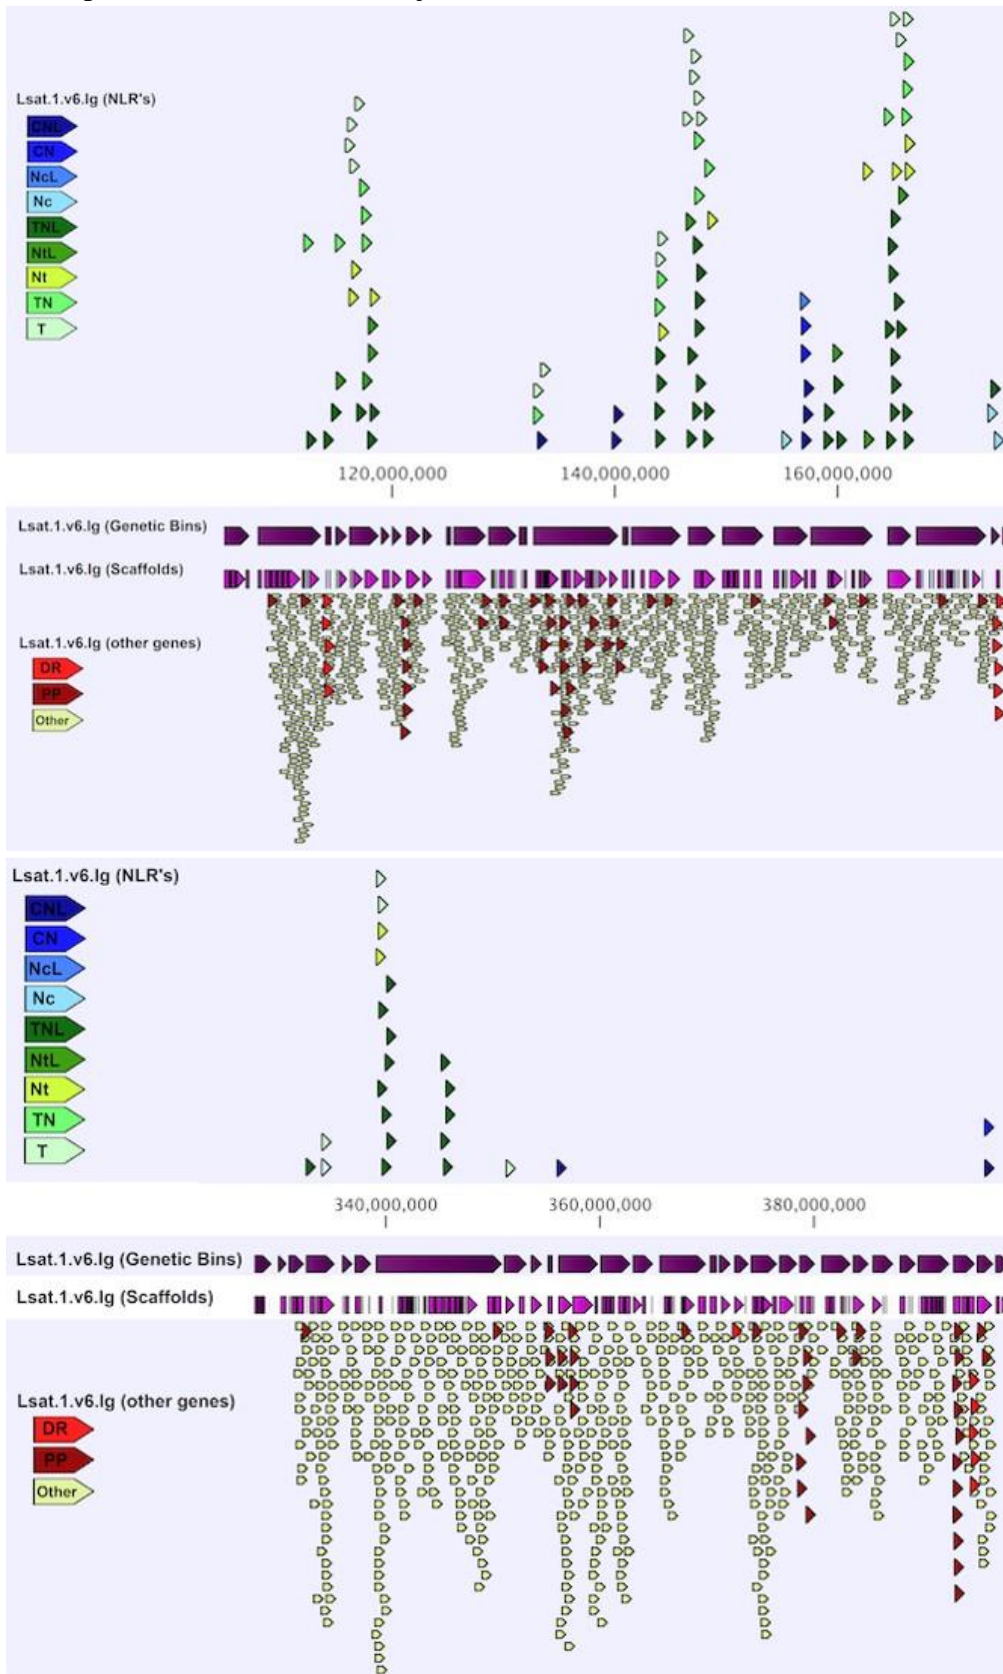 Lsat.1.v6.lg (NLR's)
CNL
CN
NcL
Nc
TNL
NtL
Nt
TN
T
120,000,000 140,000,000 160,000,000
Lsat.1.v6.lg (Genetic Bins)
Lsat.1.v6.lg (Scaffolds)
Lsat.1.v6.lg (other genes)
DR
PP
Other
Lsat.1.v6.lg (NLR's)
CNL
CN
NcL
Nc
TNL
NtL
Nt
TN
T
340,000,000 360,000,000 380,000,000
Lsat.1.v6.lg (Genetic Bins)
Lsat.1.v6.lg (Scaffolds)
Lsat.1.v6.lg (other genes)
DR
PP
Other